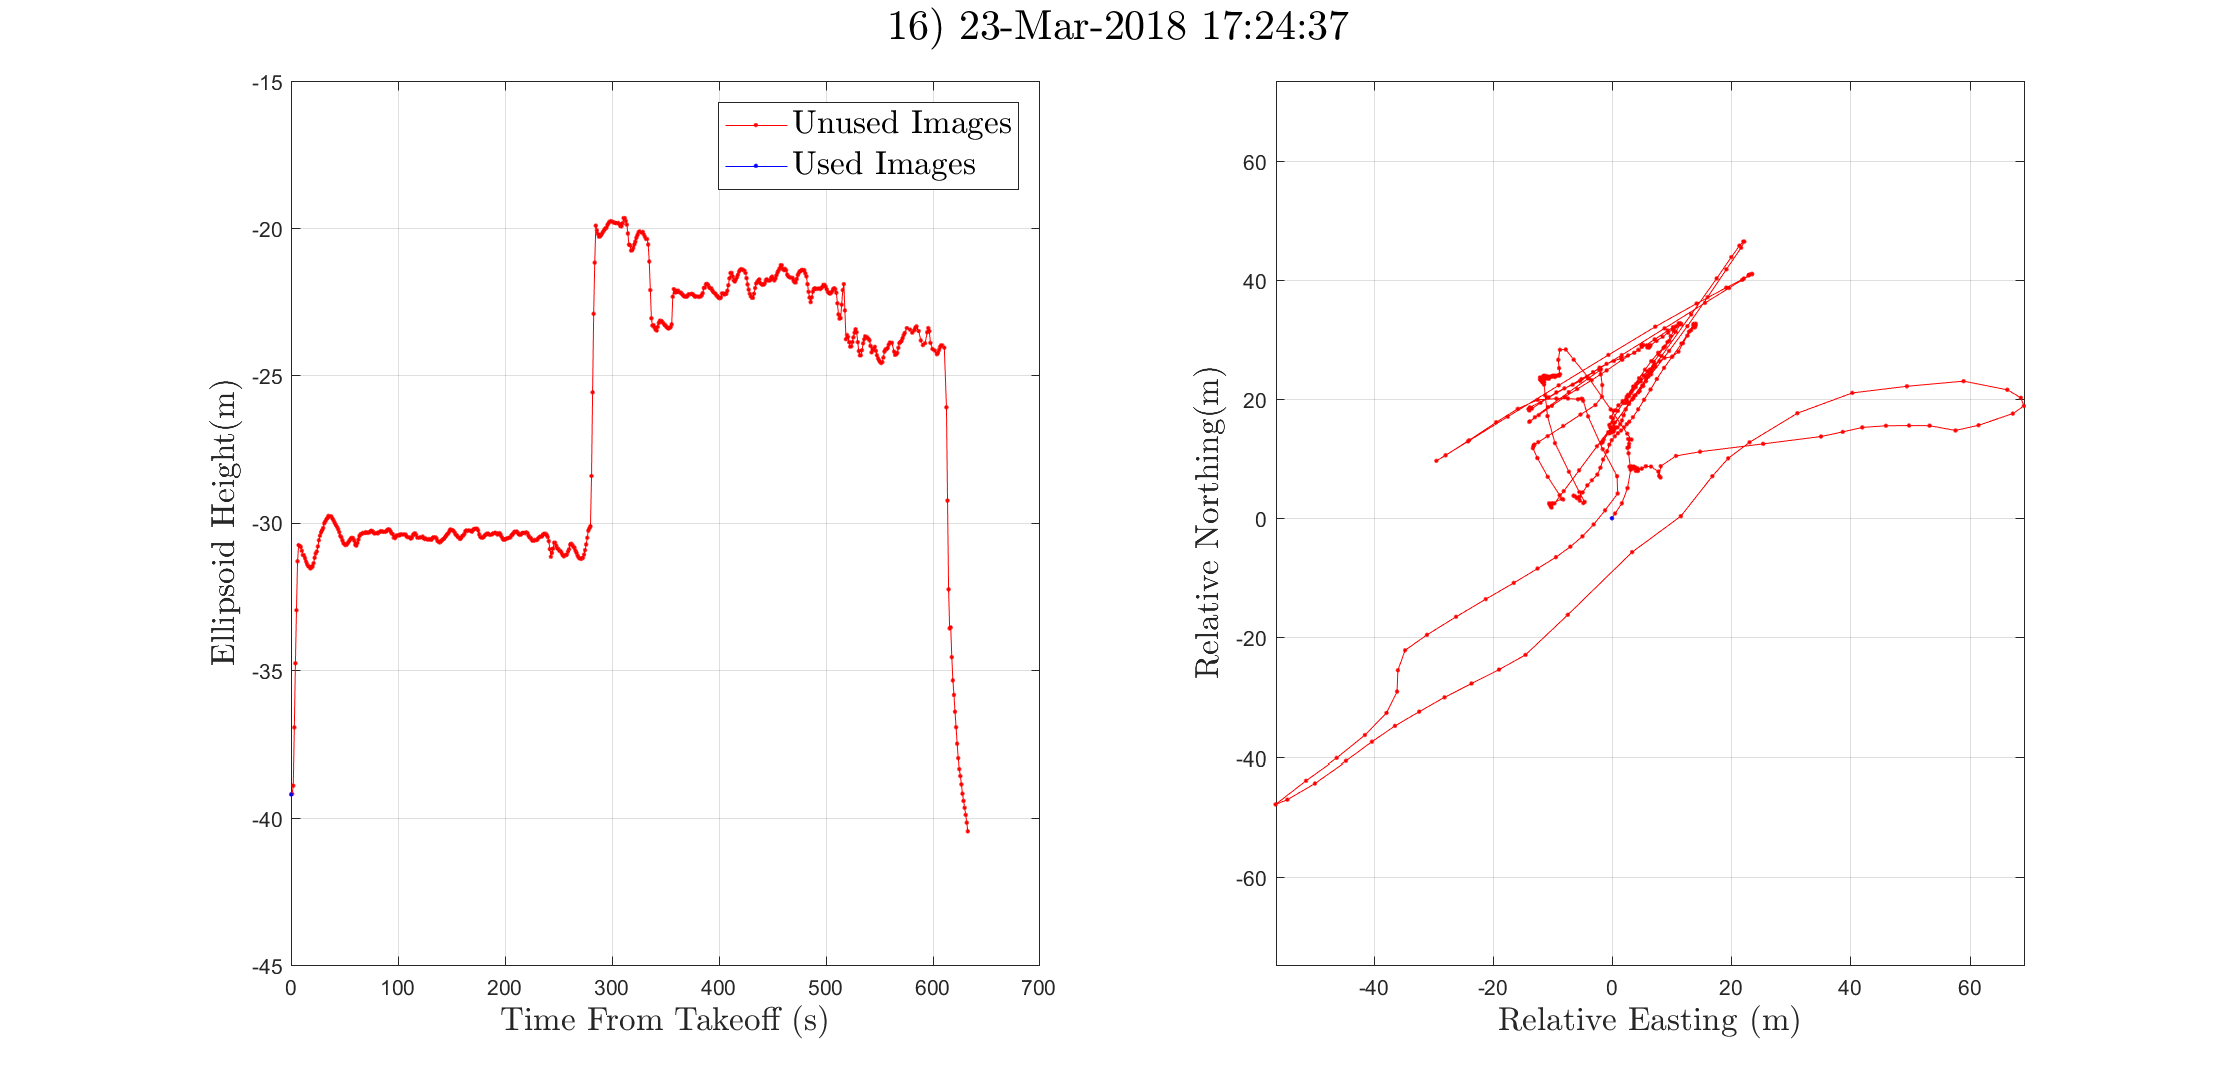 16) 23-Mar-2018 17:24:37
Unused Images
Used Images
-15
-20
-25
-30
-35
-40
-45
0 100 200 300 400 500 600 700
Ellipsoid Height(m)
Time From Takeoff (s)
60
40
20
0
-20
-40
-60
-40 -20 0 20 40 60
Relative Northing(m)
Relative Easting (m)